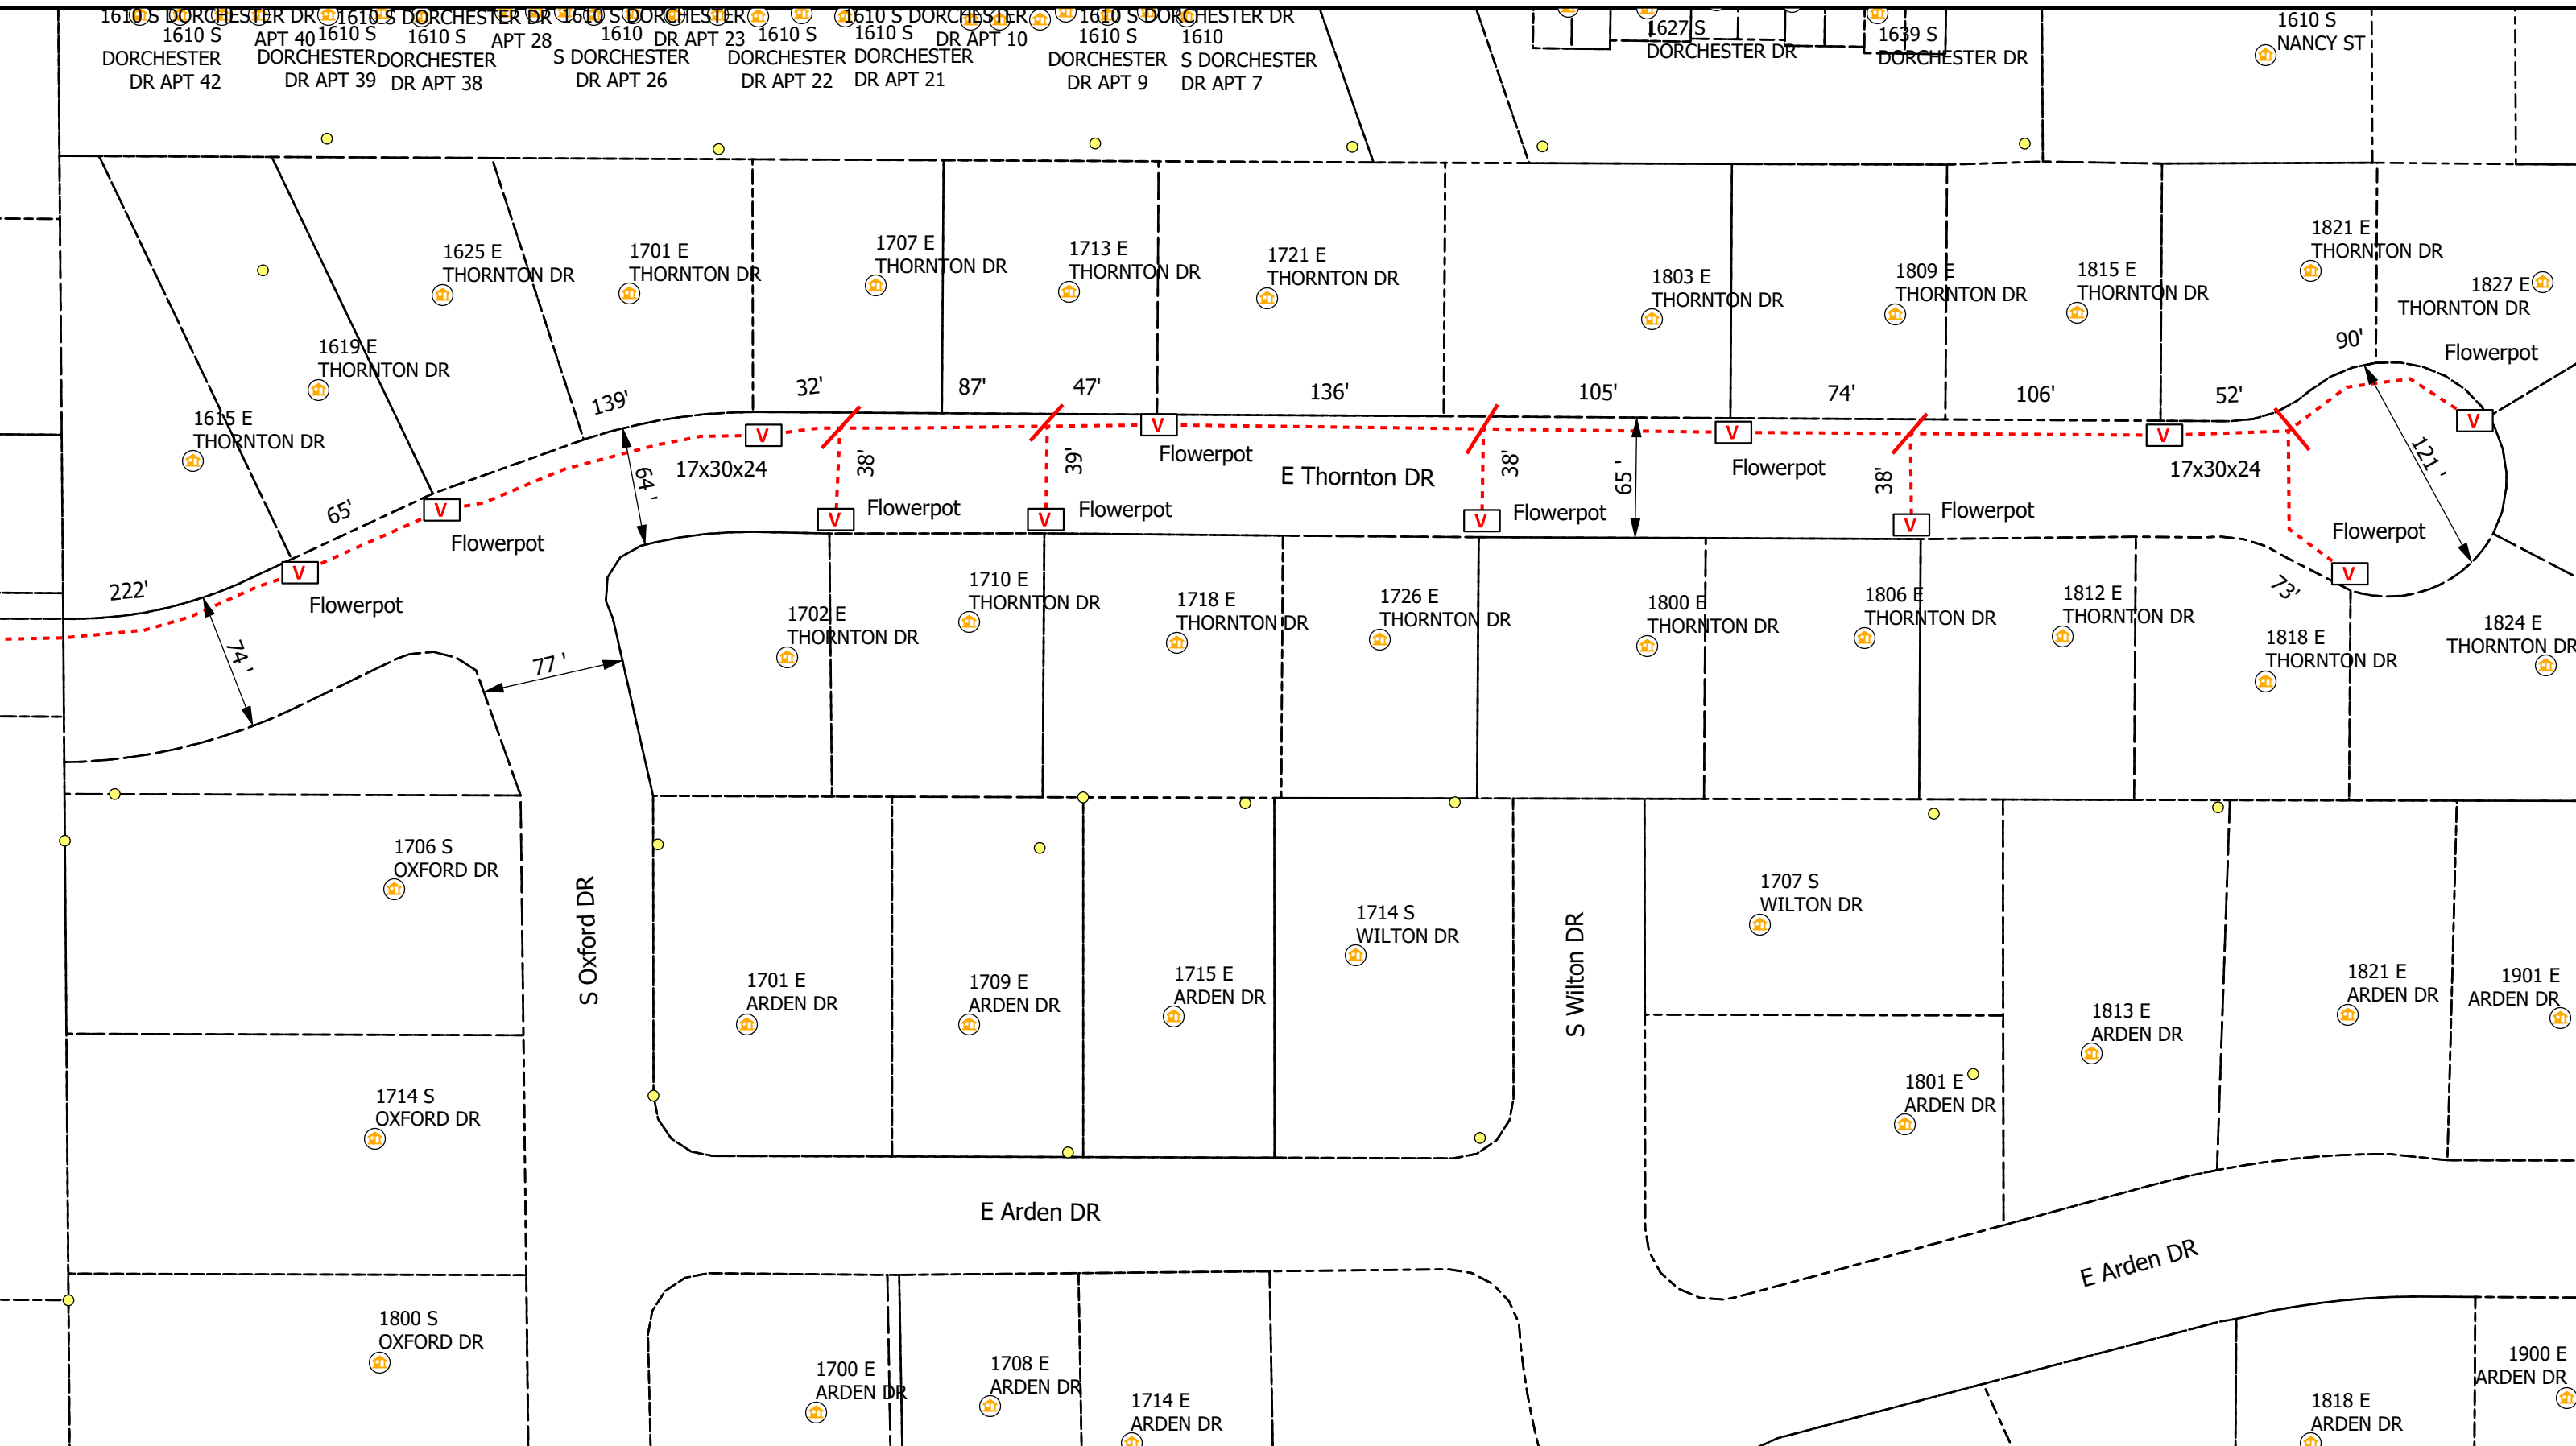 1610 S DORCHESTER DR
1610 S
DORCHESTER
DR APT 42
APT 40
1610 S
DORCHESTER
DR APT 39
1610 S DORCHESTER DR
1610 S
DORCHESTER
DR APT 38
APT 28
1610 S DORCHESTER
1610
S DORCHESTER
DR APT 26
DR APT 23
1610 S
DORCHESTER
DR APT 22
1610 S DORCHESTER
1610 S
DORCHESTER
DR APT 21
DR APT 10
1610 S DORCHESTER DR
1610 S
DORCHESTER
DR APT 9
1610
S DORCHESTER
DR APT 7
1627 S
DORCHESTER DR
1639 S
DORCHESTER DR
1610 S
NANCY ST
1615 E
THORNTON DR
1619 E
THORNTON DR
1625 E
THORNTON DR
1701 E
THORNTON DR
1707 E
THORNTON DR
1713 E
THORNTON DR
1721 E
THORNTON DR
1803 E
THORNTON DR
1809 E
THORNTON DR
1815 E
THORNTON DR
1821 E
THORNTON DR
1827 E
THORNTON DR
222'
65'
139'
32'
87'
47'
136'
105'
74'
106'
52'
90'
Flowerpot
V
V
V
V
V
V
V
17x30x24
Flowerpot
Flowerpot
17x30x24
E Thornton DR
64 '
38'
39'
38'
65 '
38'
121 '
Flowerpot
Flowerpot
V
Flowerpot
V
Flowerpot
V
Flowerpot
V
Flowerpot
Flowerpot
V
73'
74 '
77 '
1702 E
THORNTON DR
1710 E
THORNTON DR
1718 E
THORNTON DR
1726 E
THORNTON DR
1800 E
THORNTON DR
1806 E
THORNTON DR
1812 E
THORNTON DR
1818 E
THORNTON DR
1824 E
THORNTON DR
1706 S
OXFORD DR
S Oxford DR
1701 E
ARDEN DR
1709 E
ARDEN DR
1715 E
ARDEN DR
1714 S
WILTON DR
S Wilton DR
1707 S
WILTON DR
1801 E
ARDEN DR
1813 E
ARDEN DR
1821 E
ARDEN DR
1901 E
ARDEN DR
1714 S
OXFORD DR
E Arden DR
E Arden DR
1800 S
OXFORD DR
1700 E
ARDEN DR
1708 E
ARDEN DR
1714 E
ARDEN DR
1818 E
ARDEN DR
1900 E
ARDEN DR